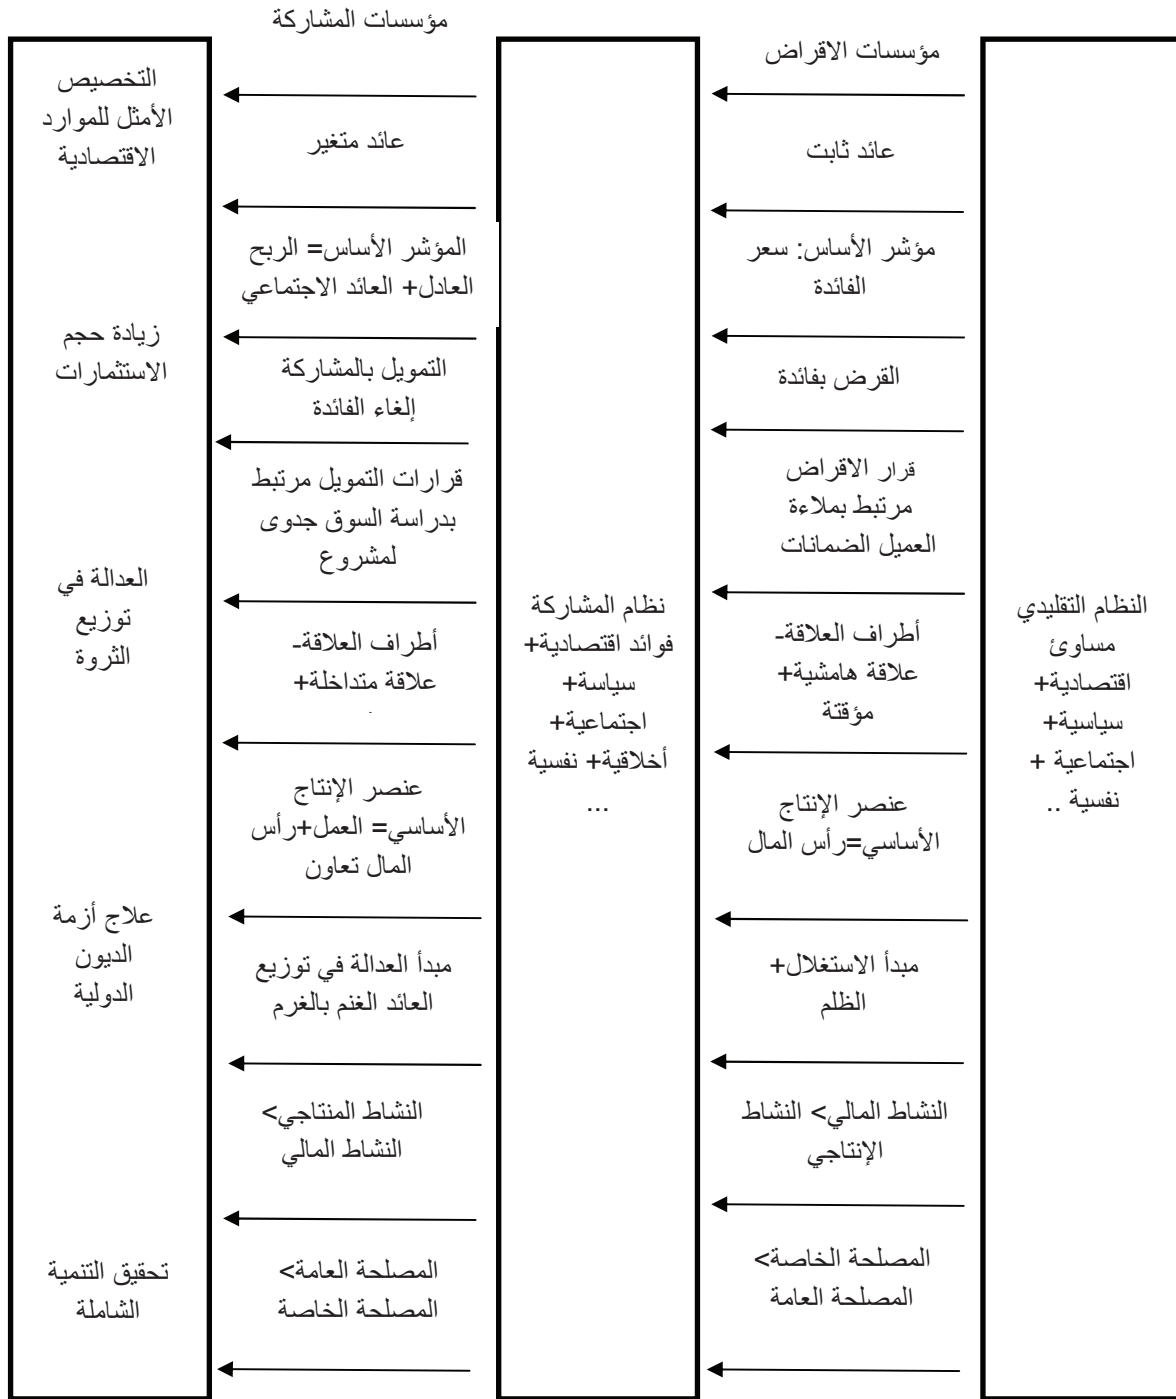 مؤسسات الاقراض
عائد ثابت
مؤشر الأساس: سعر
الفائدة
القرض بفائدة
قرار الاقراض
مرتبط بملاءة
العميل الضمانات
أطراف العلاقة-
علاقة هامشية+
مؤقتة
عنصر الإنتاج
الأساسي=رأس المال
مبدأ الاستغلال+
الظلم
النشاط المالي> النشاط
الإنتاجي
المصلحة الخاصة>
المصلحة العامة
النظام التقليدي
مساوئ
اقتصادية+
سياسية+
اجتماعية +
نفسية ..
مؤسسات المشاركة
عائد متغير
المؤشر الأساس= الربح
العادل+ العائد الاجتماعي
التمويل بالمشاركة
إلغاء الفائدة
قرارات التمويل مرتبط
بدراسة السوق جدوى
لمشروع
أطراف العلاقة-
علاقة متداخلة+
عنصر الإنتاج
الأساسي= العمل+رأس
المال تعاون
مبدأ العدالة في توزيع
العائد الغنم بالغرم
النشاط المنتاجي>
النشاط المالي
المصلحة العامة>
المصلحة الخاصة
نظام المشاركة
فوائد اقتصادية+
سياسة+
اجتماعية+
أخلاقية+ نفسية
...
التخصيص
الأمثل للموارد
الاقتصادية
زيادة حجم
الاستثمارات
العدالة في
توزيع
الثروة
علاج أزمة
الديون
الدولية
تحقيق التنمية
الشاملة